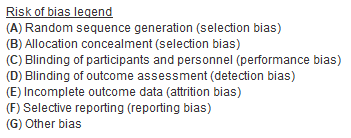 Risk of bias legend
(A) Random sequence generation (selection bias)
(B) Allocation concealment (selection bias)
(C) Blinding of participants and personnel (performance bias)
(D) Blinding of outcome assessment (detection bias)
(E) Incomplete outcome data (attrition bias)
(F) Selective reporting (reporting bias)
(G) Other bias